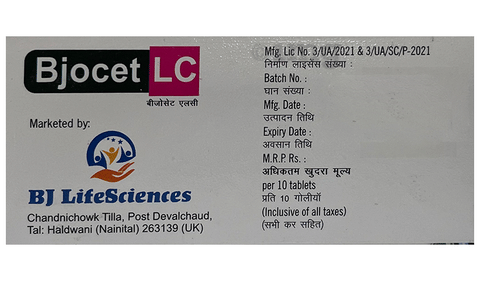 Bjocet LC
बीजोसेट एलसी
Marketed by:
BJ LifeSciences
Chandnichowk Tilla, Post Devalchaud,
Tal: Haldwani (Nainital) 263139 (UK)
Mfg. Lic No. 3/UA/2021 & 3/UA/SC/P-2021
निर्माण लाइसेंस संख्या :
Batch No. :
घान संख्या :
Mfg. Date :
उत्पादन तिथि
Expiry Date :
अवसान तिथि
M.R.P Rs. :
अधिकतम खुदरा मूल्य
per 10 tablets
प्रति 10 गोलीयाँ
(Inclusive of all taxes)
(सभी कर सहित)